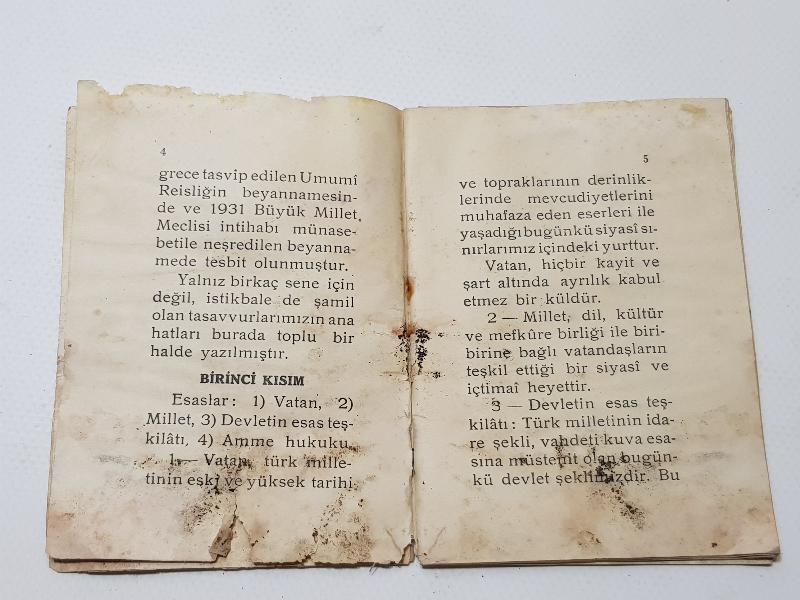 4
grece tasvip edilen Umumî
Reisliğin beyannamesin-
de ve 1931 Büyük Millet
Meclisi intihabı münase-
betile neşredilen beyanna-
mede tesbit olunmuştur.
Yalnız birkaç sene için
değil, istikbale de şamil
olan tasavvurlarımızın ana
hatları burada toplu bir
halde yazılmıştır.
BİRİNCİ KISIM
Esaslar: 1) Vatan, 2)
Millet, 3) Devletin esas teş-
kilâtı, 4) Amme hukuku.
1 — Vatan, türk mille-
tinin eski ve yüksek tarihi
5
ve topraklarının derinlik-
lerinde mevcudiyetlerini
muhafaza eden eserleri ile
yaşadığı bugünkü siyasî sı-
nırlarımız içindeki yurttur.
Vatan, hiçbir kayit ve
şart altında ayrılık kabul
etmez bir küldür.
2 — Millet, dil, kültür
ve mefkûre birliği ile biri-
birine bağlı vatandaşların
teşkil ettiği bir siyasî ve
içtimaî heyettir.
3 — Devletin esas teş-
kilâtı: Türk milletinin ida-
re şekli, vahdeti kuva esa-
sına müstenit olan bugün-
kü devlet şeklimizdir. Bu